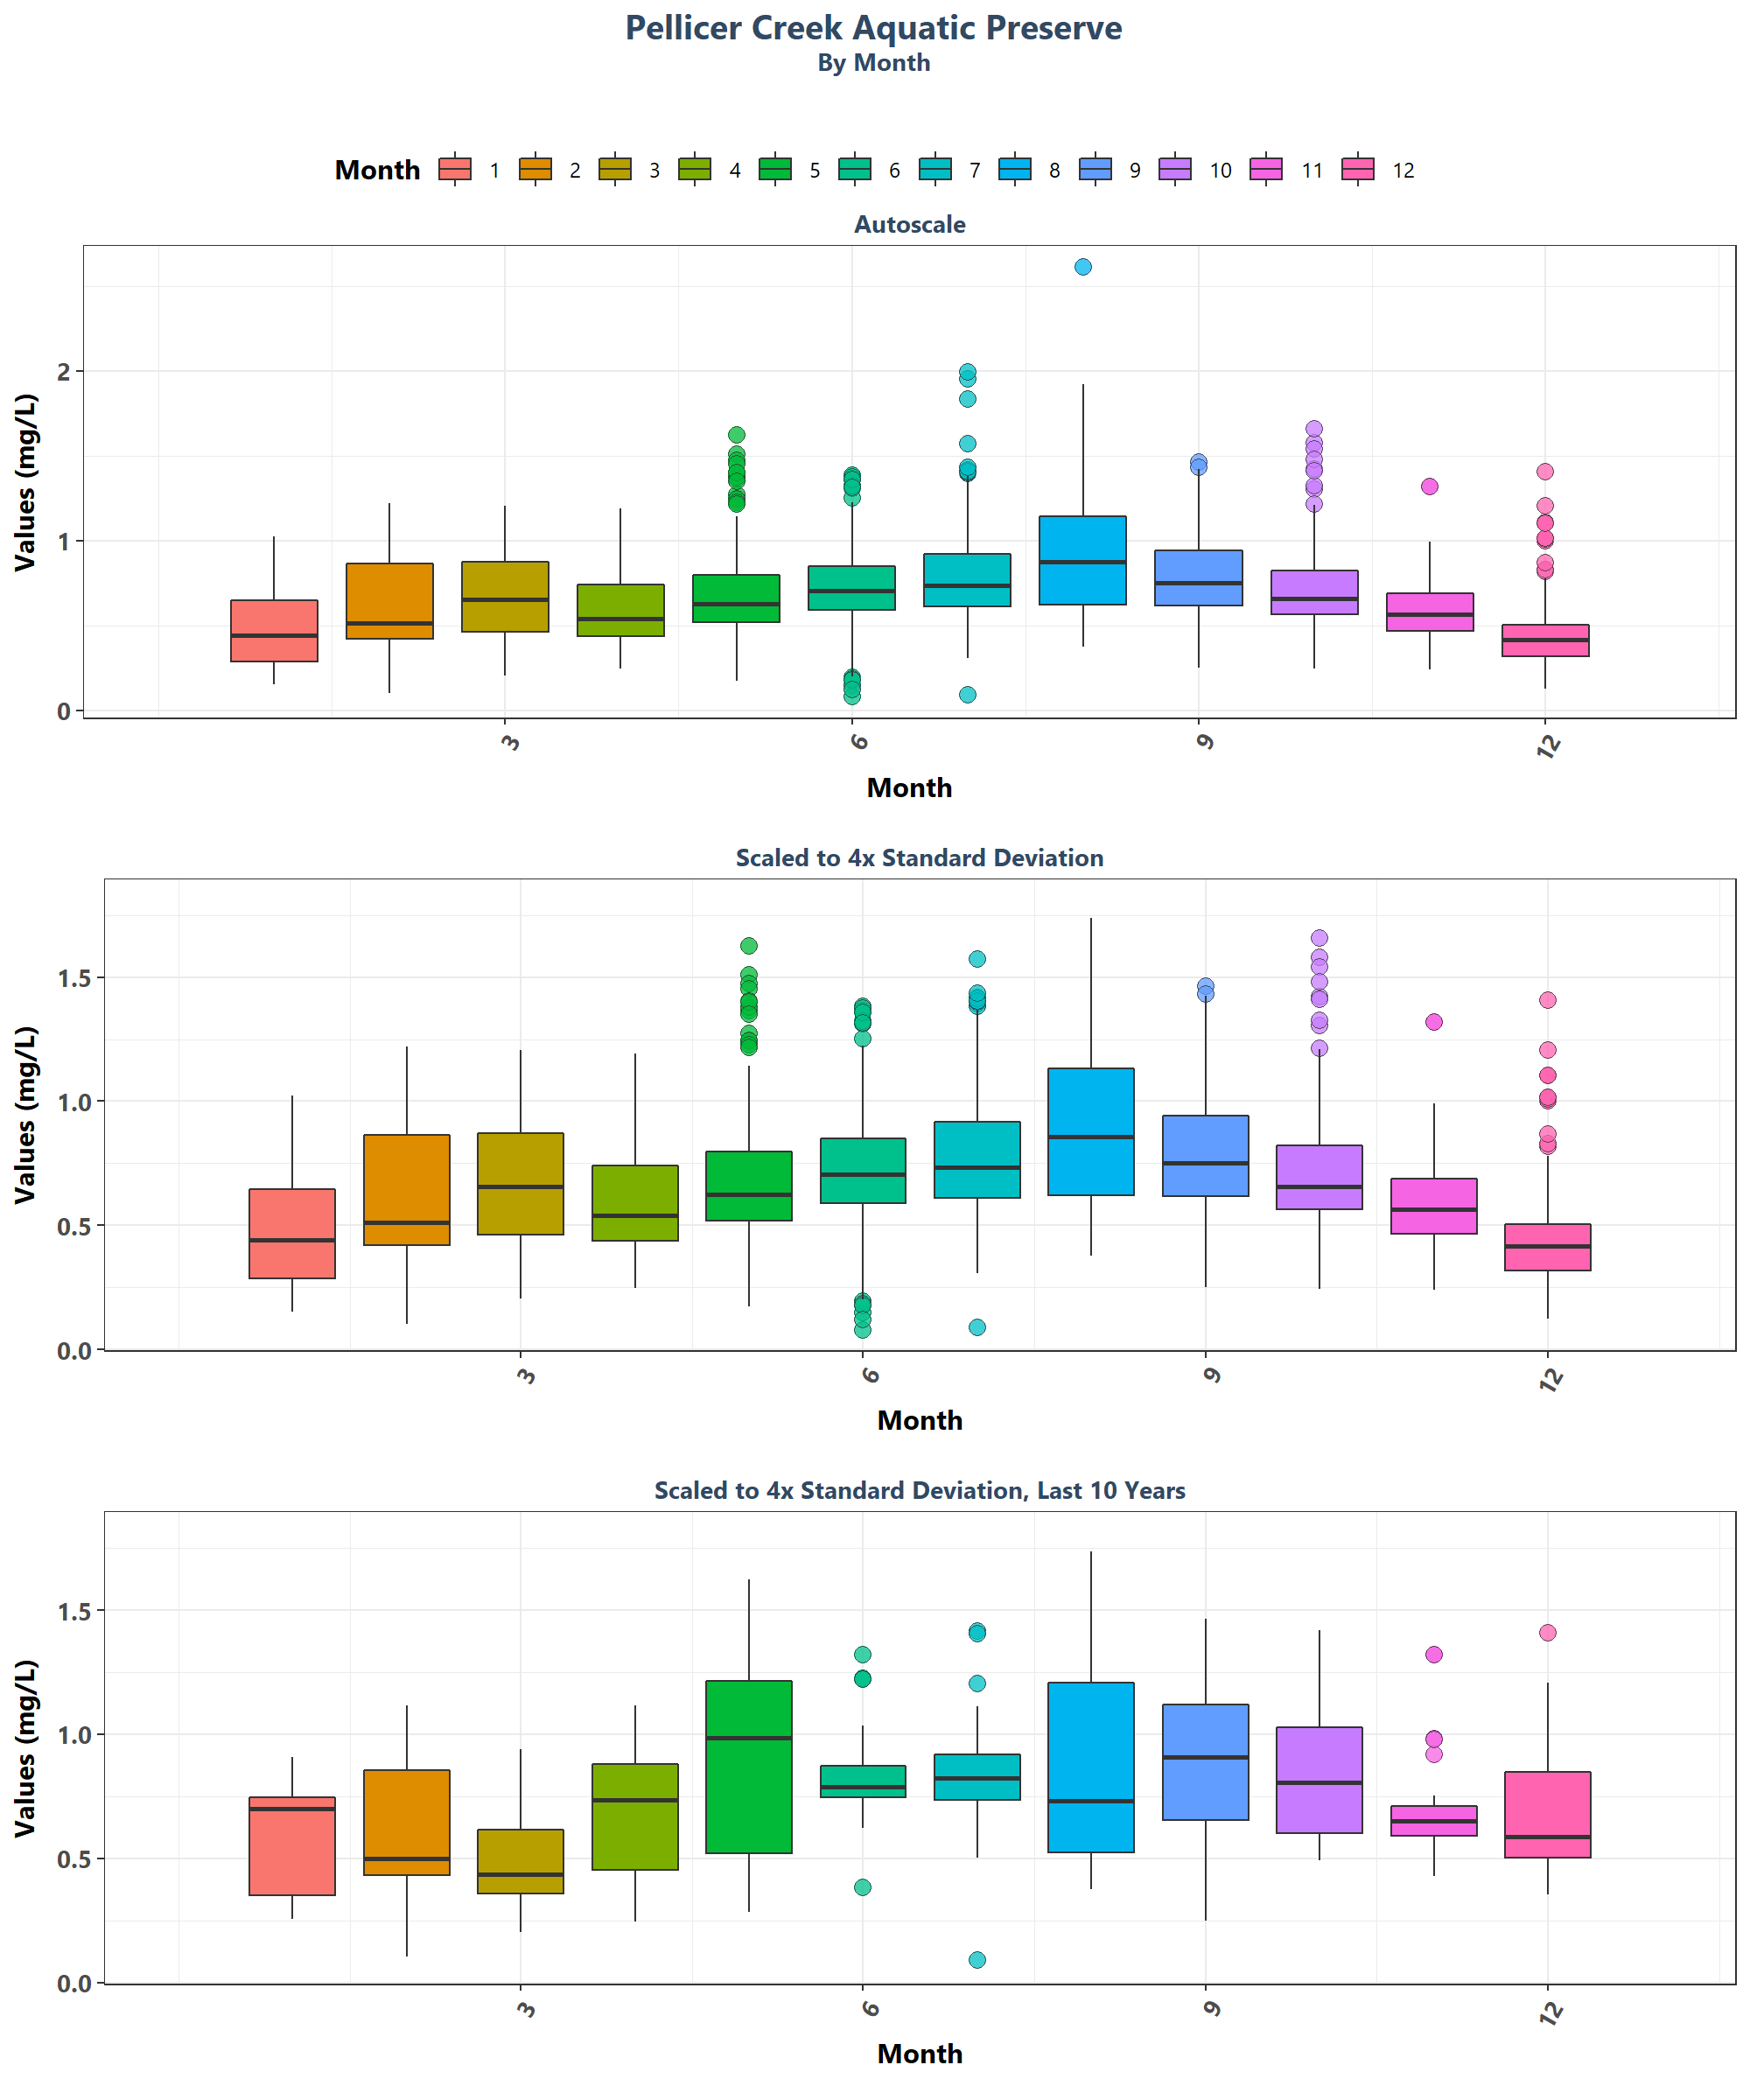 Pellicer Creek Aquatic Preserve
By Month
Month 1 2 3 4 5 6 7 8 9 10 11 12
Autoscale
Values (mg/L)
2
1
0
3 6 9 12
Month
Scaled to 4x Standard Deviation
Values (mg/L)
1.5
1.0
0.5
0.0
3 6 9 12
Month
Scaled to 4x Standard Deviation, Last 10 Years
Values (mg/L)
1.5
1.0
0.5
0.0
3 6 9 12
Month